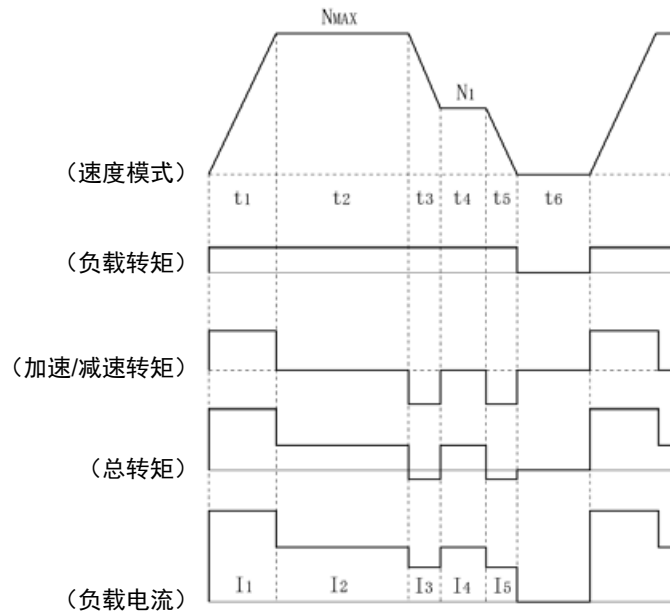 NMAX
N1
（速度模式）
t1 t2 t3 t4 t5 t6
（负载转矩）
（加速/减速转矩）
（总转矩）
I1 I2 I3 I4 I5
（负载电流）